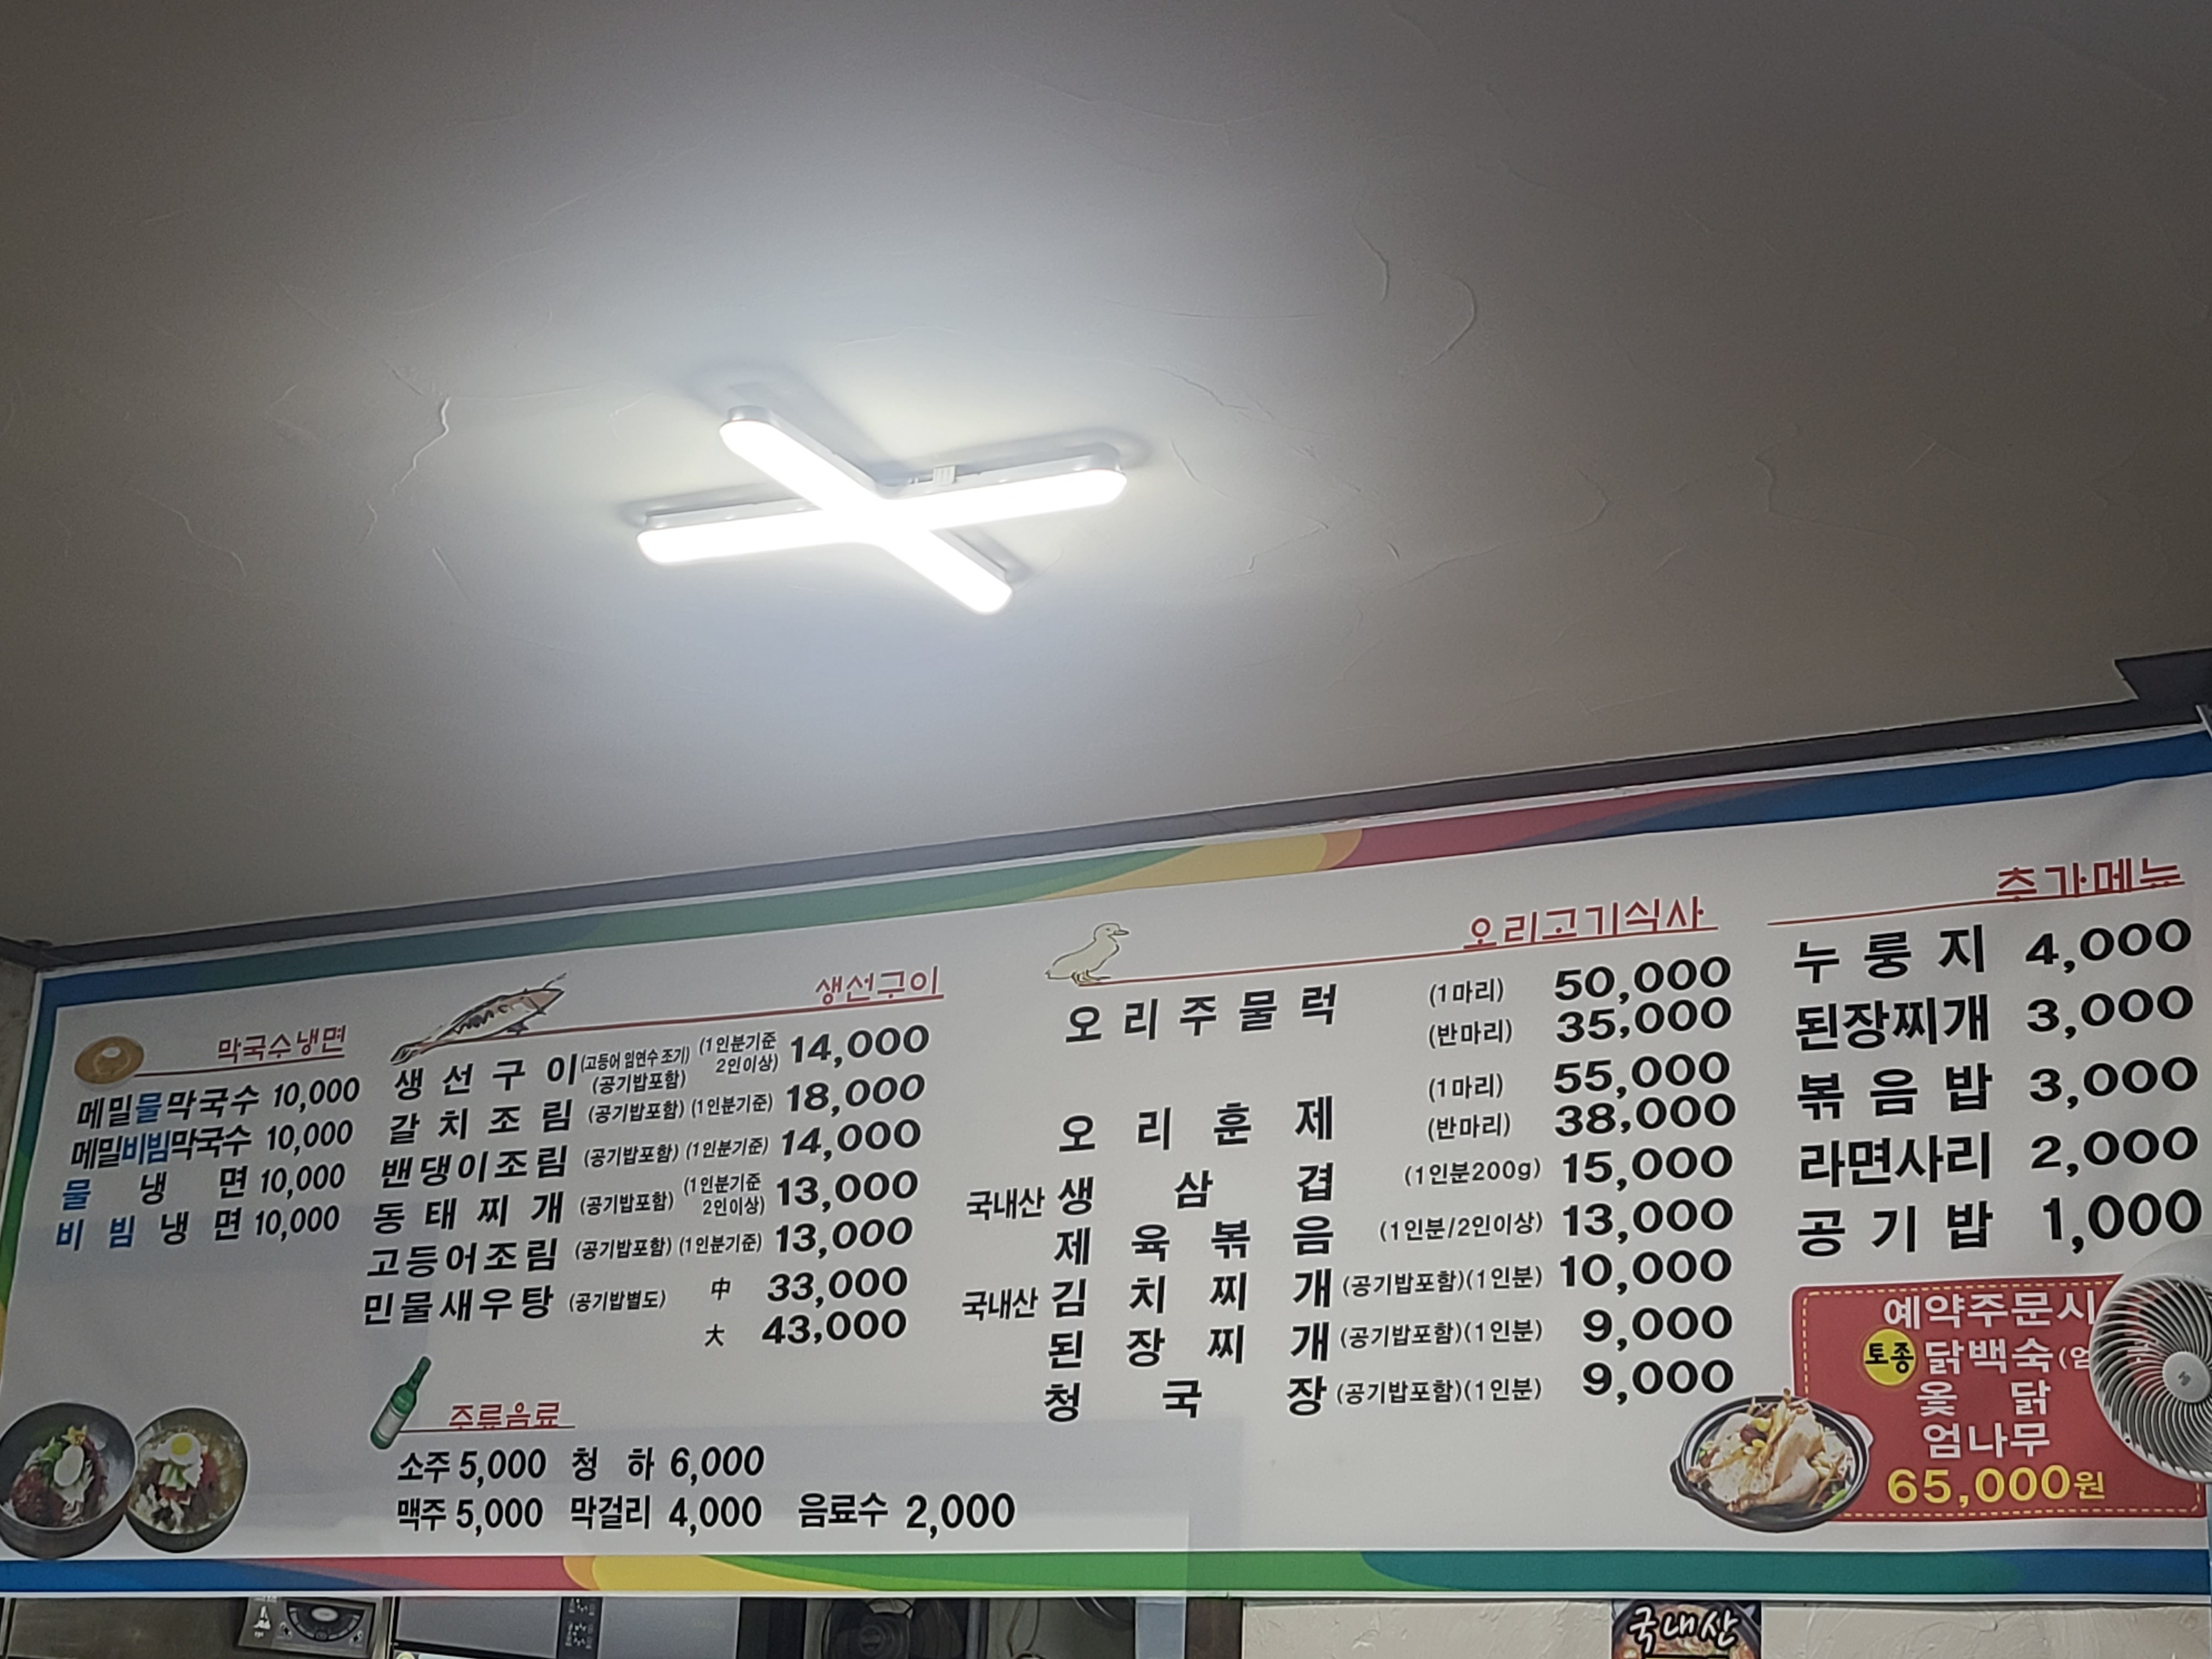 막국수냉면
메밀물막국수 10,000
메밀비빔막국수 10,000
물냉면 10,000
비빔냉면 10,000
생선구이
생선구이 (고등어 임연수 조기) (공기밥포함) (1인분기준 2인이상) 14,000
갈치조림 (공기밥포함) (1인분기준) 18,000
밴댕이조림 (공기밥포함) (1인분기준) 14,000
동태찌개 (공기밥포함) (1인분기준 2인이상) 13,000
고등어조림 (공기밥포함) (1인분기준) 13,000
민물새우탕 (공기밥별도) 中 33,000
大 43,000
주류음료
소주 5,000 청하 6,000
맥주 5,000 막걸리 4,000 음료수 2,000
오리고기식사
오리주물럭 (1마리) 50,000
(반마리) 35,000
오리훈제 (1마리) 55,000
(반마리) 38,000
국내산 생삼겹 (1인분200g) 15,000
제육볶음 (1인분/2인이상) 13,000
국내산 김치찌개 (공기밥포함)(1인분) 10,000
된장찌개 (공기밥포함)(1인분) 9,000
청국장 (공기밥포함)(1인분) 9,000
추가메뉴
누룽지 4,000
된장찌개 3,000
볶음밥 3,000
라면사리 2,000
공기밥 1,000
예약주문시
토종 닭백숙
옻닭
엄나무
65,000원
국내산